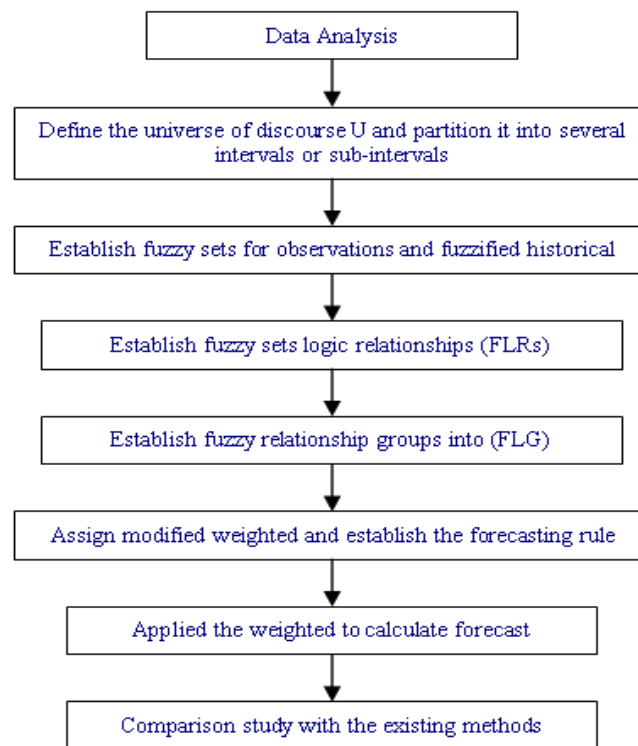 Data Analysis
Define the universe of discourse U and partition it into several
intervals or sub-intervals
Establish fuzzy sets for observations and fuzzified historical
Establish fuzzy sets logic relationships (FLRs)
Establish fuzzy relationship groups into (FLG)
Assign modified weighted and establish the forecasting rule
Applied the weighted to calculate forecast
Comparison study with the existing methods